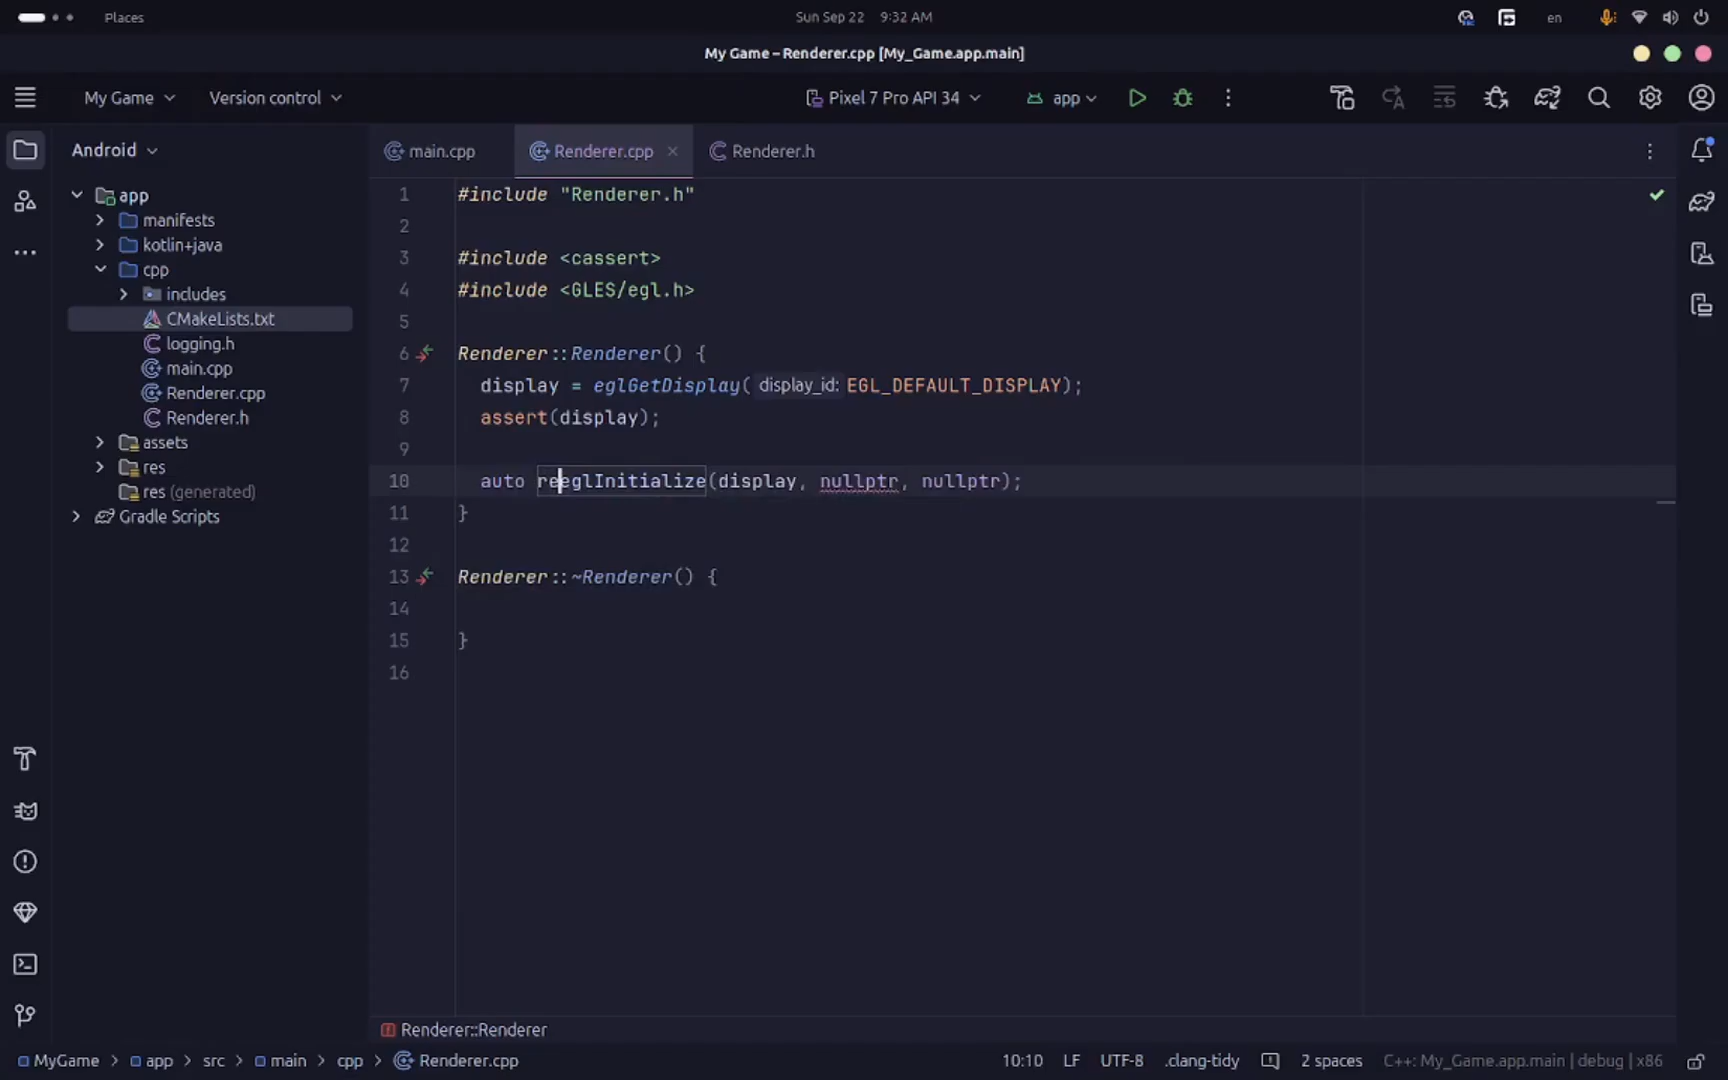 Places
Sun Sep 22 9:32 AM
en
My Game – Renderer.cpp [My_Game.app.main]
My Game
Version control
Pixel 7 Pro API 34
app
Android
app
manifests
kotlin+java
cpp
includes
CMakeLists.txt
logging.h
main.cpp
Renderer.cpp
Renderer.h
assets
res
res (generated)
Gradle Scripts
main.cpp
Renderer.cpp
Renderer.h
1 #include "Renderer.h"
2
3 #include <cassert>
4 #include <GLES/egl.h>
5
6 Renderer::Renderer() {
7 display = eglGetDisplay( display_id: EGL_DEFAULT_DISPLAY);
8 assert(display);
9
10 auto reeglInitialize(display, nullptr, nullptr);
11 }
12
13 Renderer::~Renderer() {
14
15 }
16
Renderer::Renderer
MyGame > app > src > main > cpp > Renderer.cpp
10:10 LF UTF-8 .clang-tidy 2 spaces C++: My_Game.app.main | debug | x86